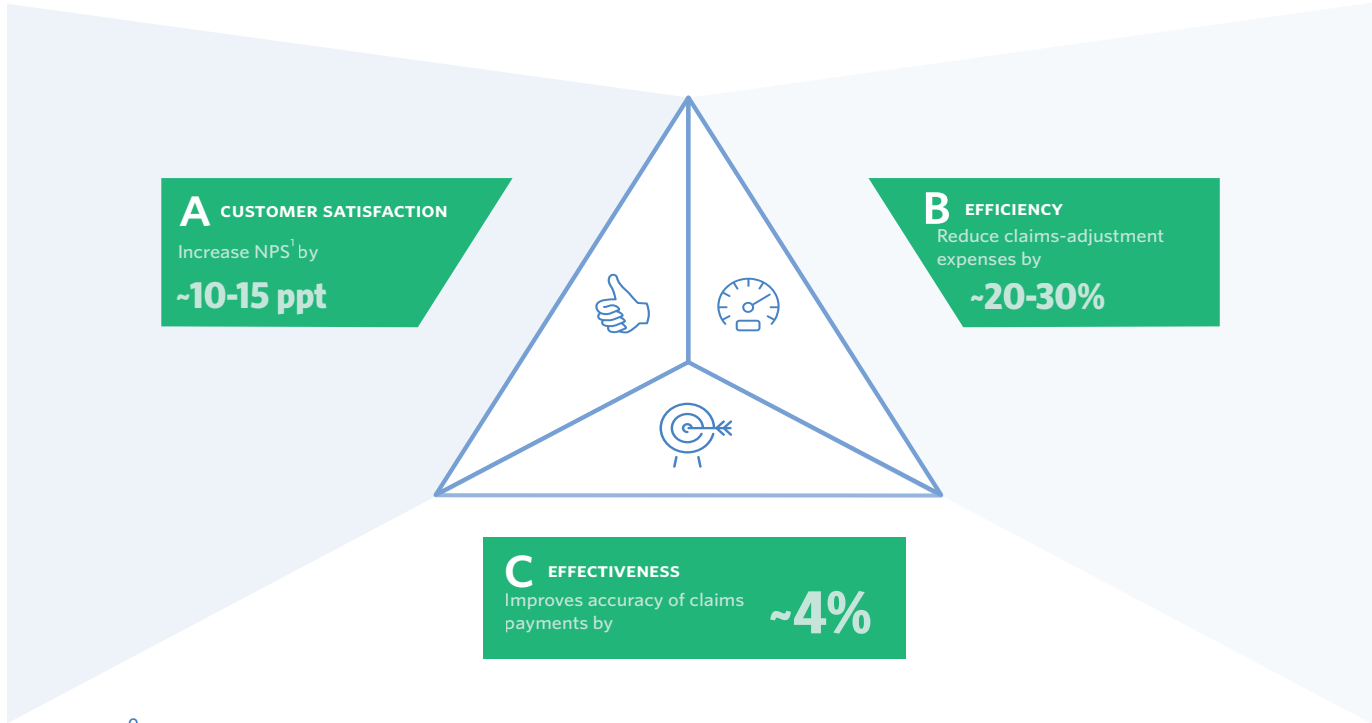 A CUSTOMER SATISFACTION
Increase NPS¹ by
~10-15 ppt
B EFFICIENCY
Reduce claims-adjustment
expenses by
~20-30%
C EFFECTIVENESS
Improves accuracy of claims
payments by
~4%